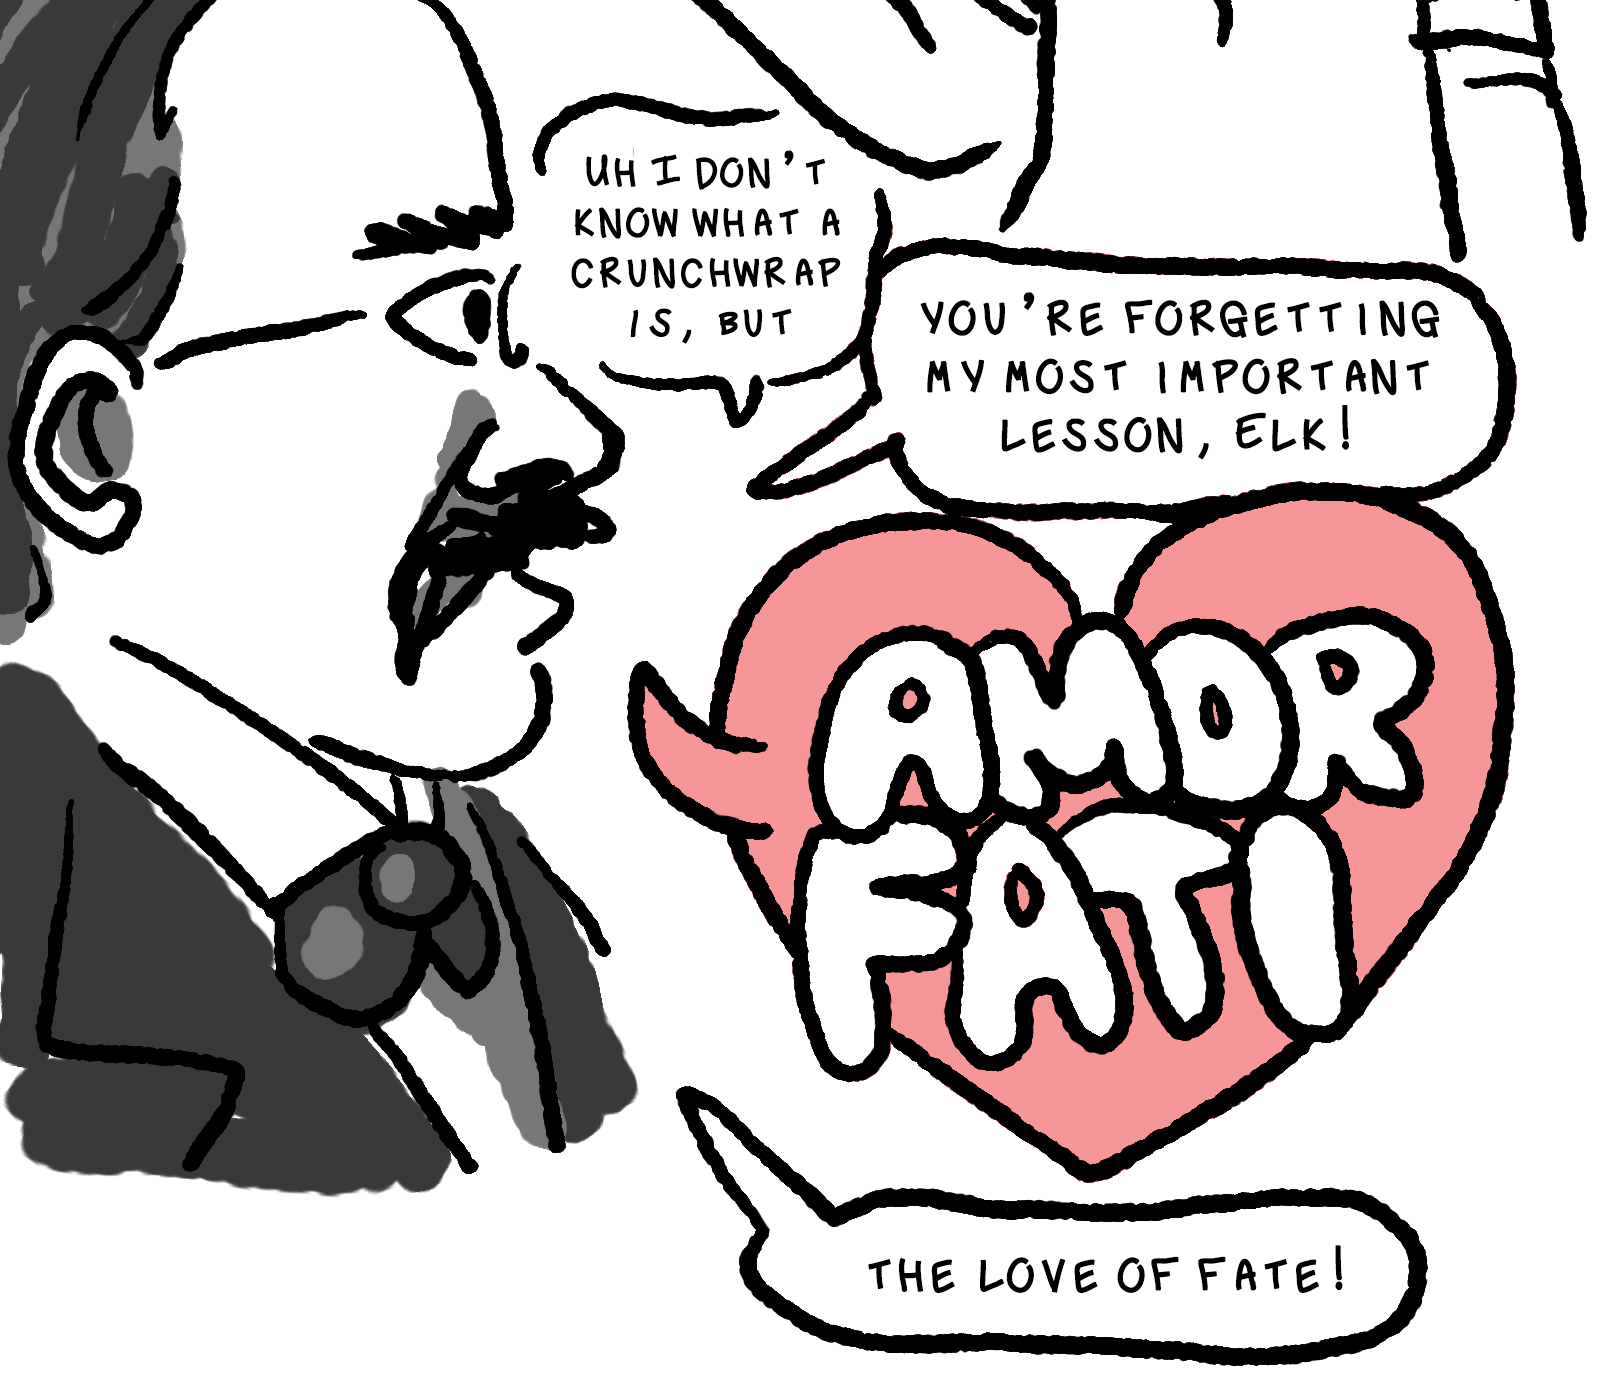 UH I DON'T
KNOW WHAT A
CRUNCHWRAP
IS, BUT
YOU'RE FORGETTING
MY MOST IMPORTANT
LESSON, ELK!
AMOR
FATI
THE LOVE OF FATE!